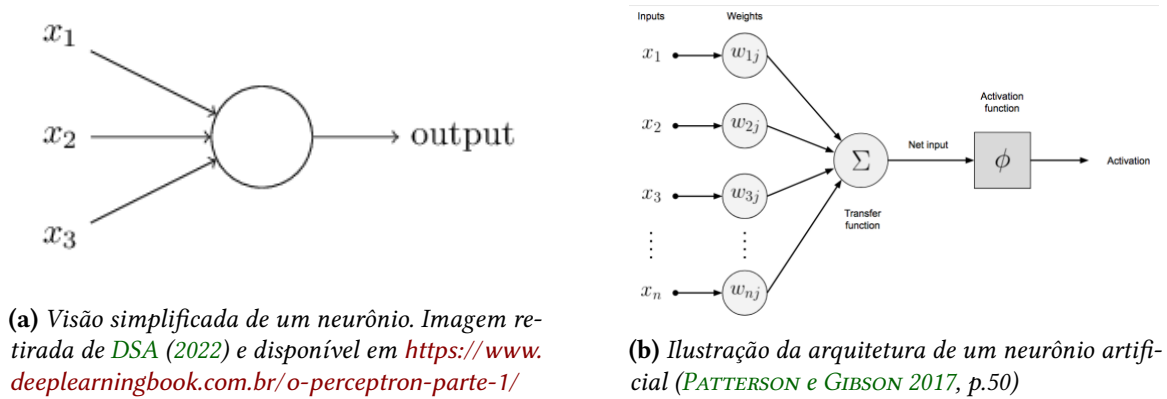 x₁
x₂
x₃
output
(a) Visão simplificada de um neurônio. Imagem re-
tirada de DSA (2022) e disponível em https://www.
deeplearningbook.com.br/o-perceptron-parte-1/
Inputs
Weights
x₁
w₁ⱼ
x₂
w₂ⱼ
x₃
w₃ⱼ
xₙ
wₙⱼ
Σ
Transfer
function
Net input
Activation
function
ϕ
Activation
(b) Ilustração da arquitetura de um neurônio artifi-
cial (Patterson e Gibson 2017, p.50)